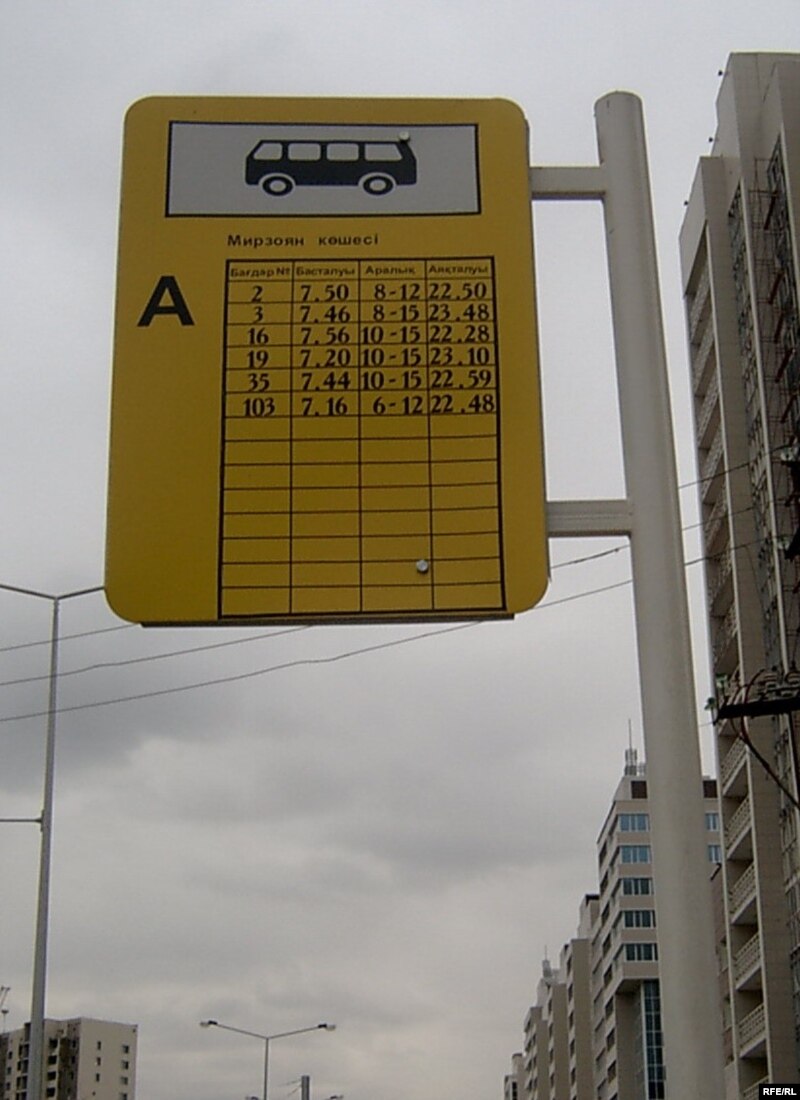 Мирзоян көшесі
А
Бағдар № Басталуы Аралық Аяқталуы
2 7.50 8-12 22.50
3 7.46 8-15 23.48
16 7.56 10-15 22.28
19 7.20 10-15 23.10
35 7.44 10-15 22.59
103 7.16 6-12 22.48
RFE/RL